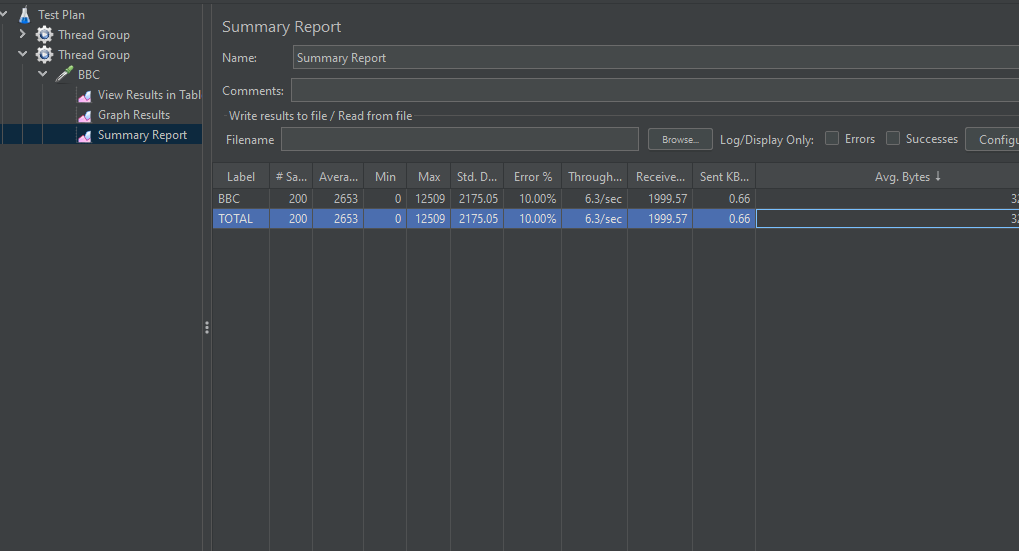 Test Plan
Thread Group
Thread Group
BBC
View Results in Tabl
Graph Results
Summary Report
Summary Report
Name: Summary Report
Comments:
Write results to file / Read from file
Filename Browse... Log/Display Only: Errors Successes Configu
Label # Sa... Avera... Min Max Std. D... Error % Through... Receive... Sent KB... Avg. Bytes ↓
BBC 200 2653 0 12509 2175.05 10.00% 6.3/sec 1999.57 0.66 32
TOTAL 200 2653 0 12509 2175.05 10.00% 6.3/sec 1999.57 0.66 32